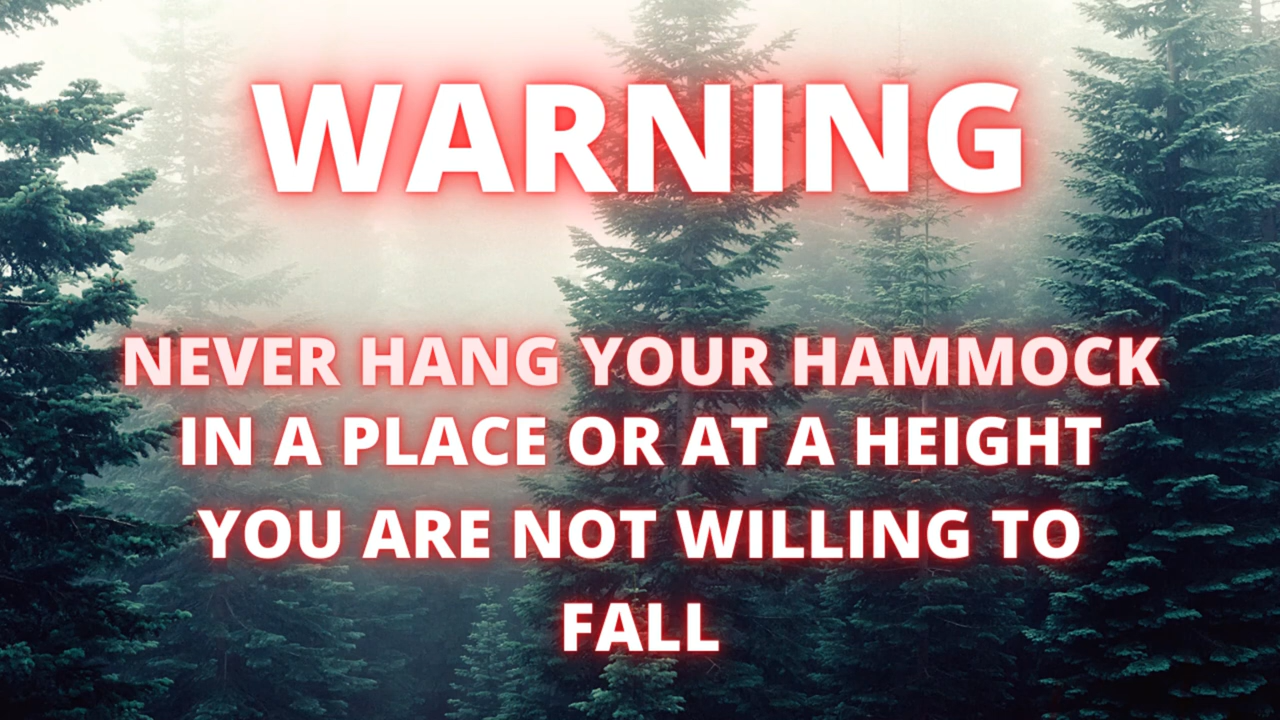 WARNING
NEVER HANG YOUR HAMMOCK
IN A PLACE OR AT A HEIGHT
YOU ARE NOT WILLING TO
FALL